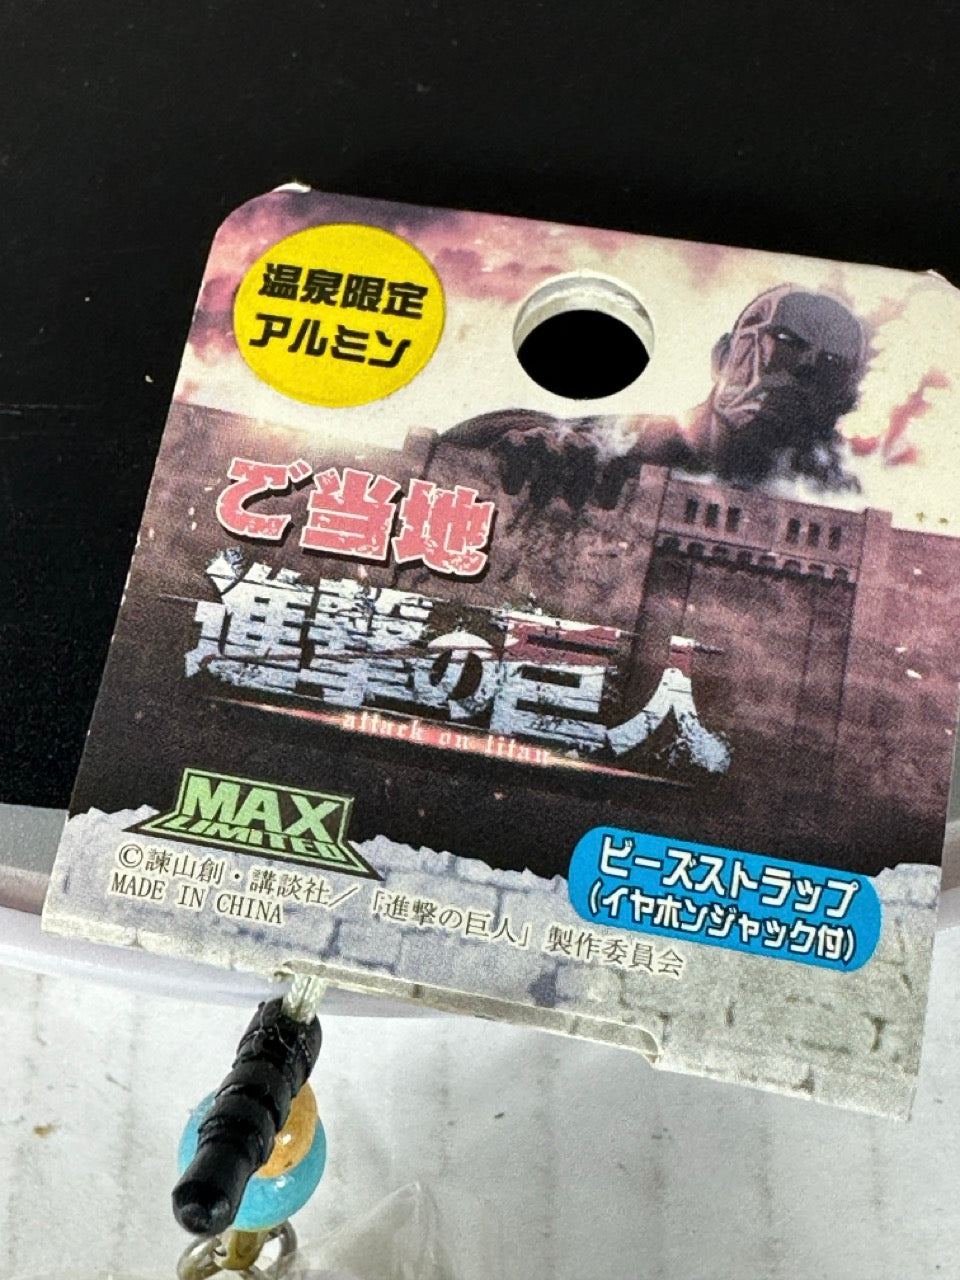 温泉限定
アルミン
ご当地
進撃の巨人
attack on titan
MAX
LIMITED
©諫山創・講談社／「進撃の巨人」製作委員会
MADE IN CHINA
ビーズストラップ
(イヤホンジャック付)